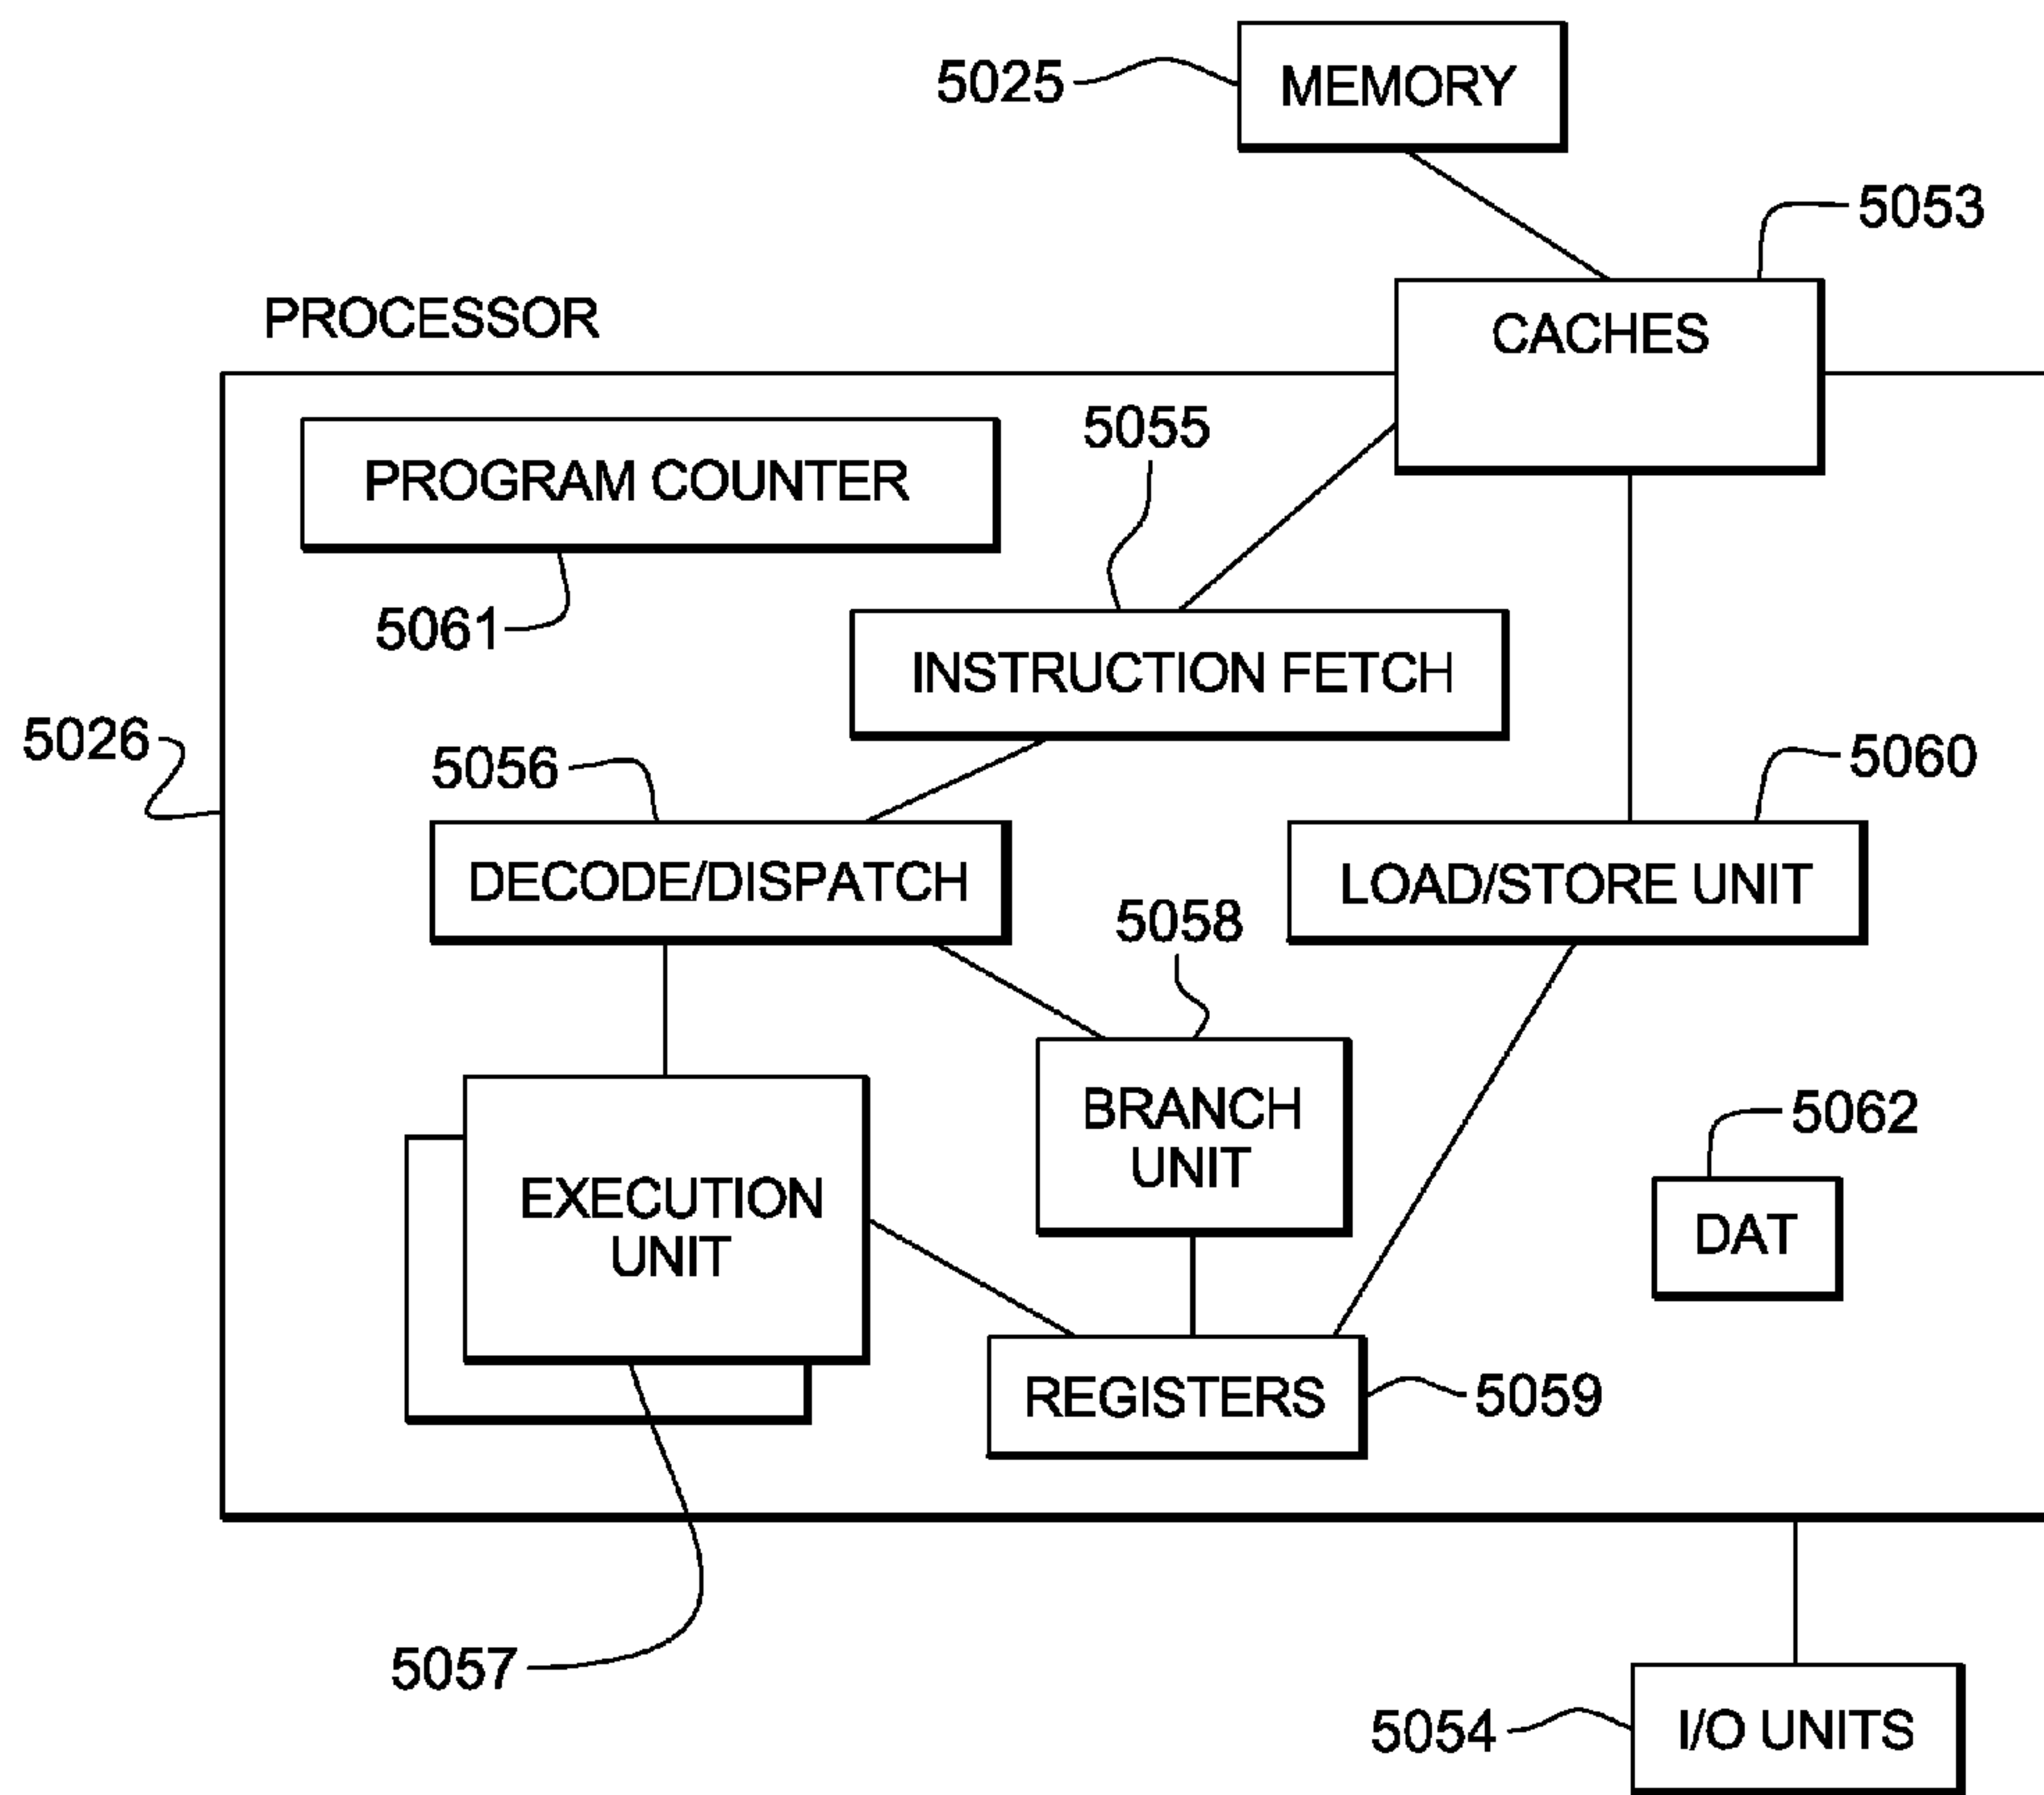 MEMORY
5025
5053
CACHES
PROCESSOR
5055
PROGRAM COUNTER
5061
INSTRUCTION FETCH
5026
5056
5060
DECODE/DISPATCH
LOAD/STORE UNIT
5058
BRANCH
UNIT
5062
EXECUTION
UNIT
DAT
REGISTERS
5059
5057
5054
I/O UNITS